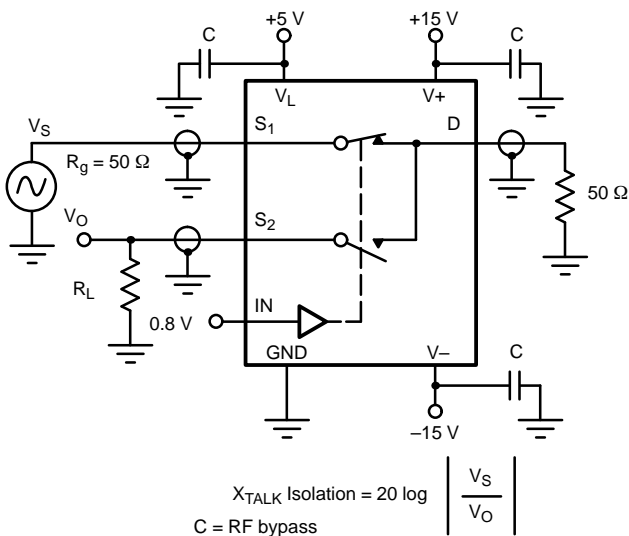 +5 V
+15 V
C
C
V_L
V+
V_S
S_1
D
R_g = 50 Ω
50 Ω
V_O
S_2
R_L
IN
0.8 V
GND
V–
C
–15 V
X_TALK Isolation = 20 log | V_S / V_O |
C = RF bypass